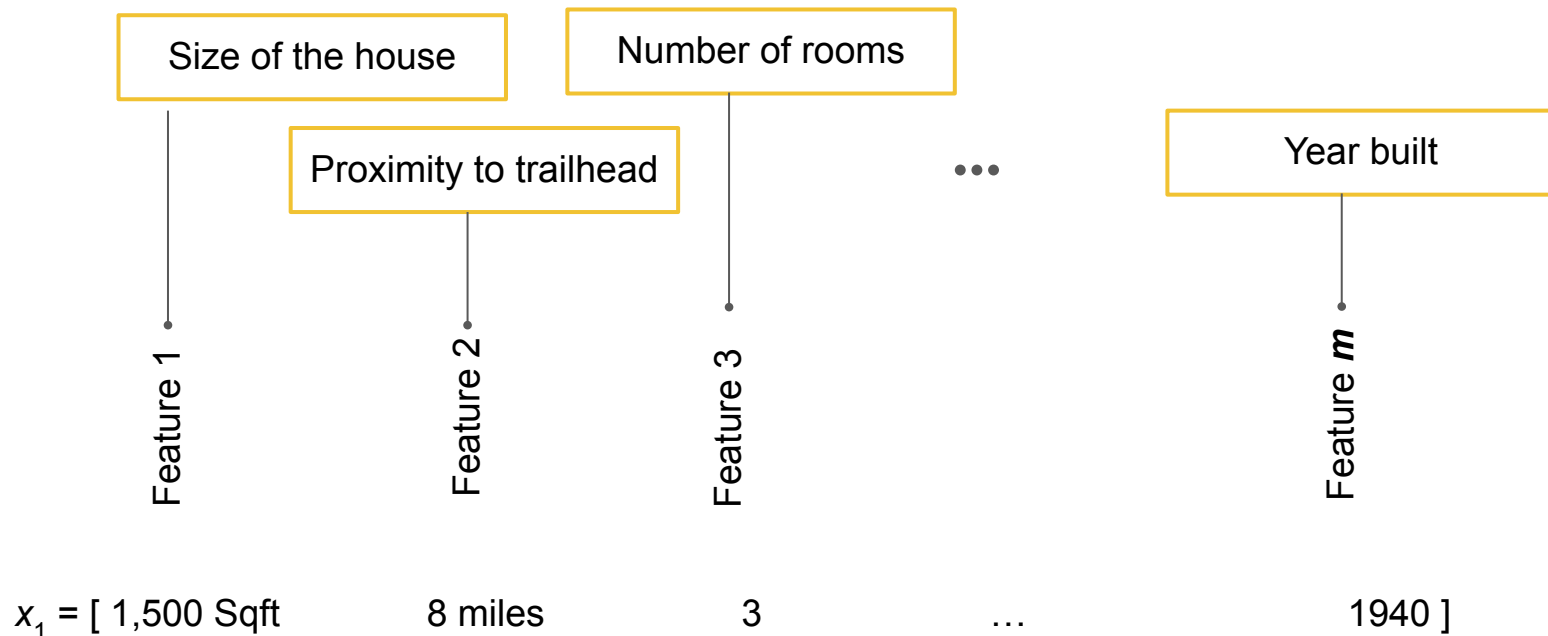 Size of the house
Number of rooms
Proximity to trailhead
•••
Year built
Feature 1
Feature 2
Feature 3
Feature m
x₁ = [ 1,500 Sqft 8 miles 3 … 1940 ]